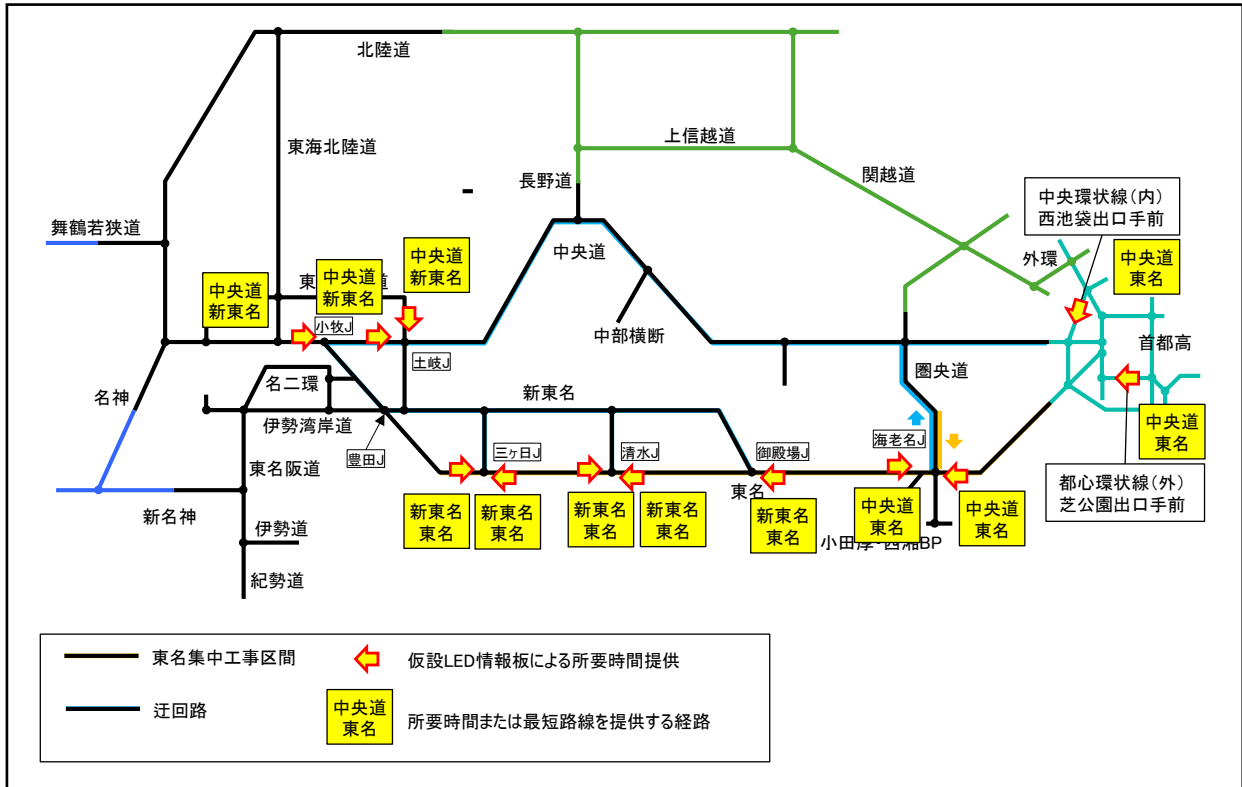 北陸道
東海北陸道
上信越道
関越道
長野道
中央環状線(内)
西池袋出口手前
舞鶴若狭道
中央道
外環
中央道
東名
中央道
新東名
中央道
新東名
中央道
新東名
東
道
中部横断
小牧J
土岐J
首都高
圏央道
名二環
新東名
名神
伊勢湾岸道
中央道
東名
豊田J
三ヶ日J
清水J
御殿場J
海老名J
東名阪道
東名
都心環状線(外)
芝公園出口手前
新東名
東名
新東名
東名
新東名
東名
新東名
東名
新東名
東名
中央道
東名
中央道
東名
新名神
伊勢道
小田厚・西湘BP
紀勢道
東名集中工事区間
仮設LED情報板による所要時間提供
迂回路
中央道
東名
所要時間または最短路線を提供する経路